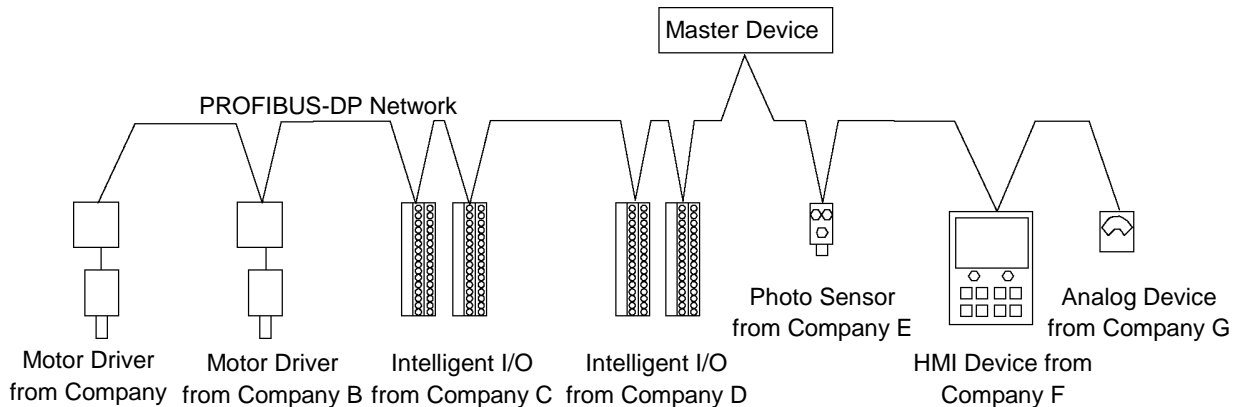 Master Device
PROFIBUS-DP Network
Motor Driver
from Company
Motor Driver
from Company B
Intelligent I/O
from Company C
Intelligent I/O
from Company D
Photo Sensor
from Company E
HMI Device from
Company F
Analog Device
from Company G